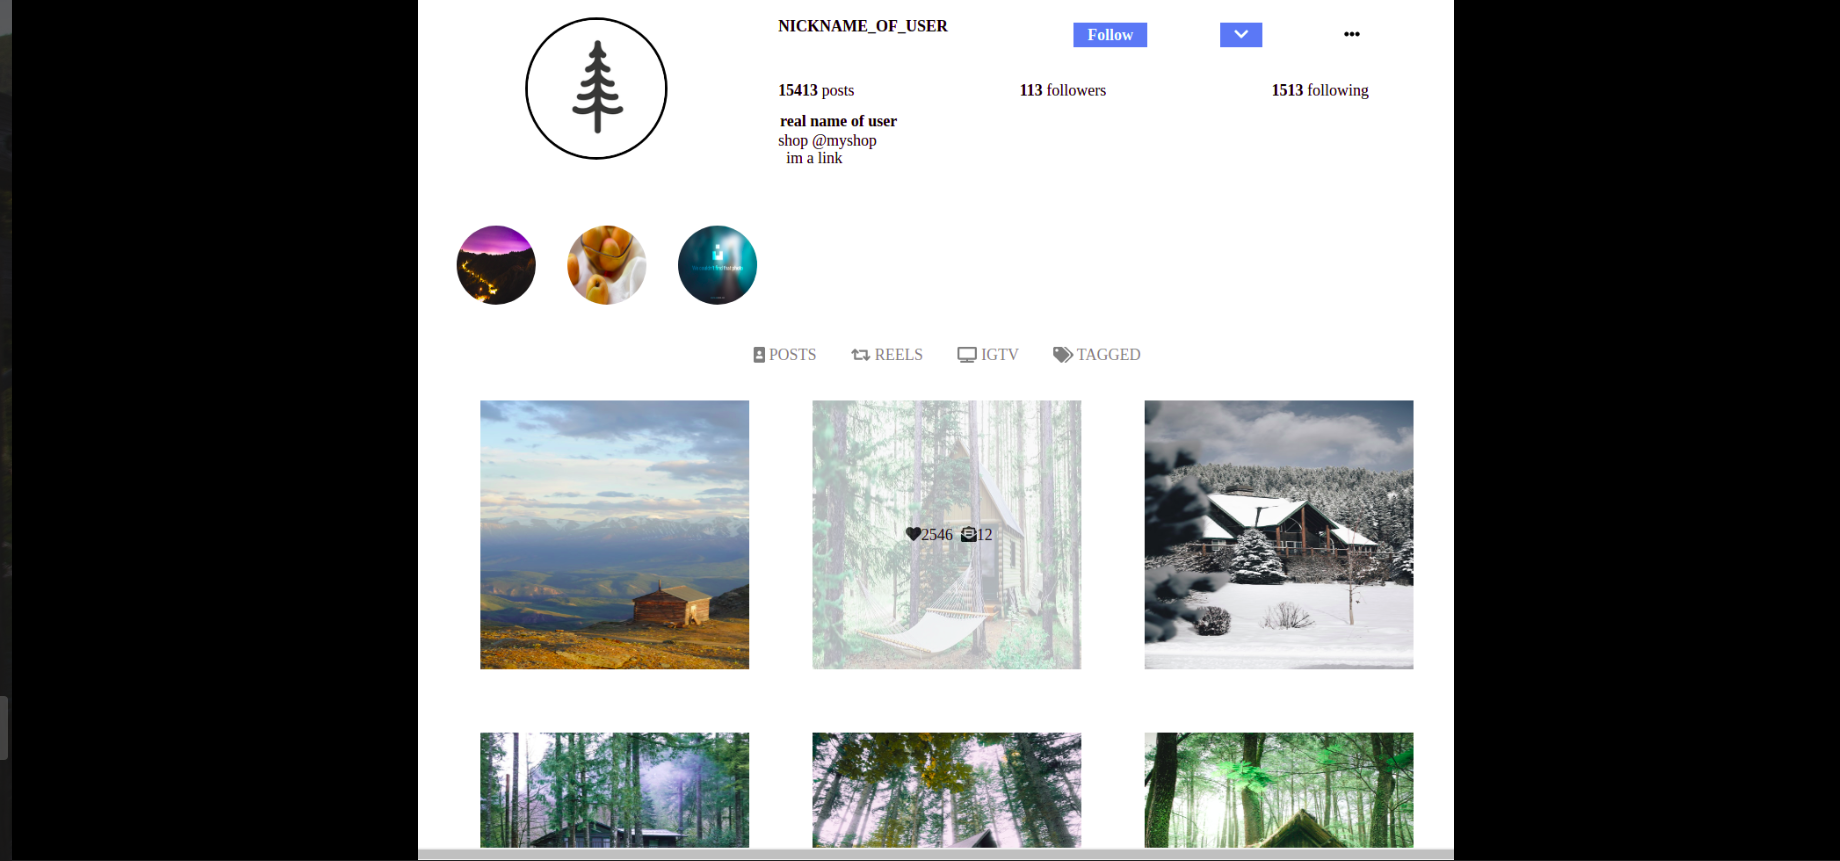 NICKNAME_OF_USER Follow
15413 posts 113 followers 1513 following
real name of user
shop @myshop
im a link
POSTS REELS IGTV TAGGED
2546 12